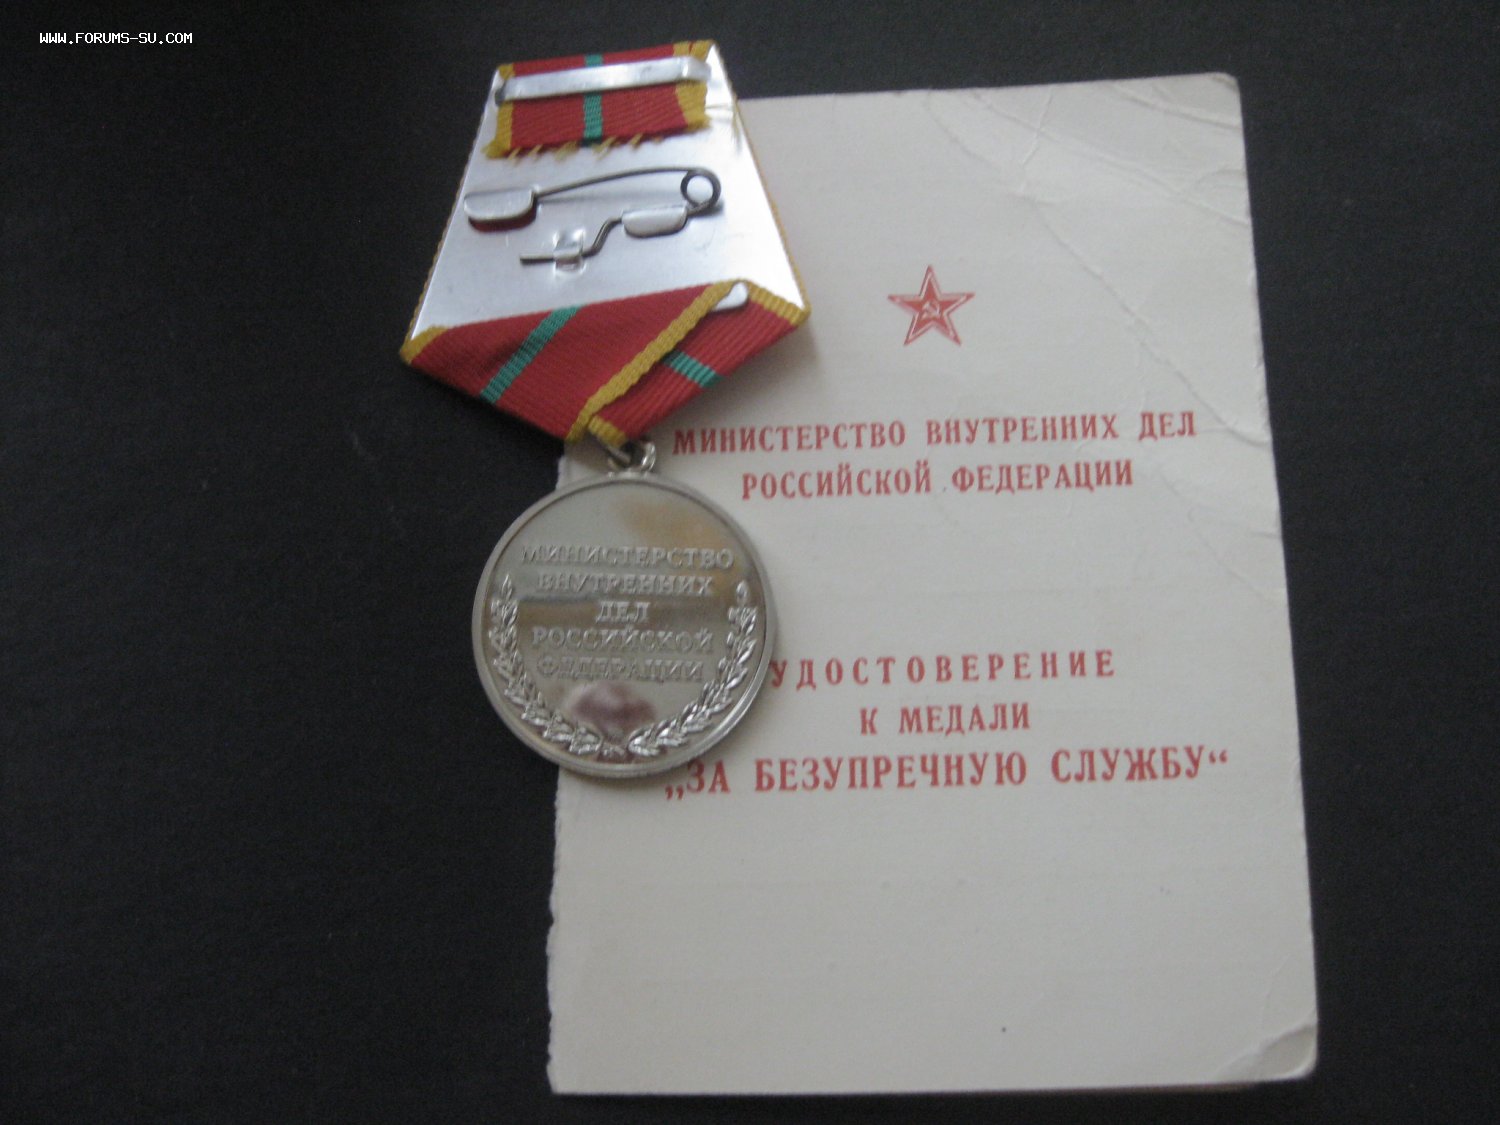 WWW.FORUMS-SU.COM
МИНИСТЕРСТВО ВНУТРЕННИХ ДЕЛ
РОССИЙСКОЙ ФЕДЕРАЦИИ
МИНИСТЕРСТВО
ВНУТРЕННИХ
ДЕЛ
РОССИЙСКОЙ
ФЕДЕРАЦИИ
УДОСТОВЕРЕНИЕ
К МЕДАЛИ
„ЗА БЕЗУПРЕЧНУЮ СЛУЖБУ“